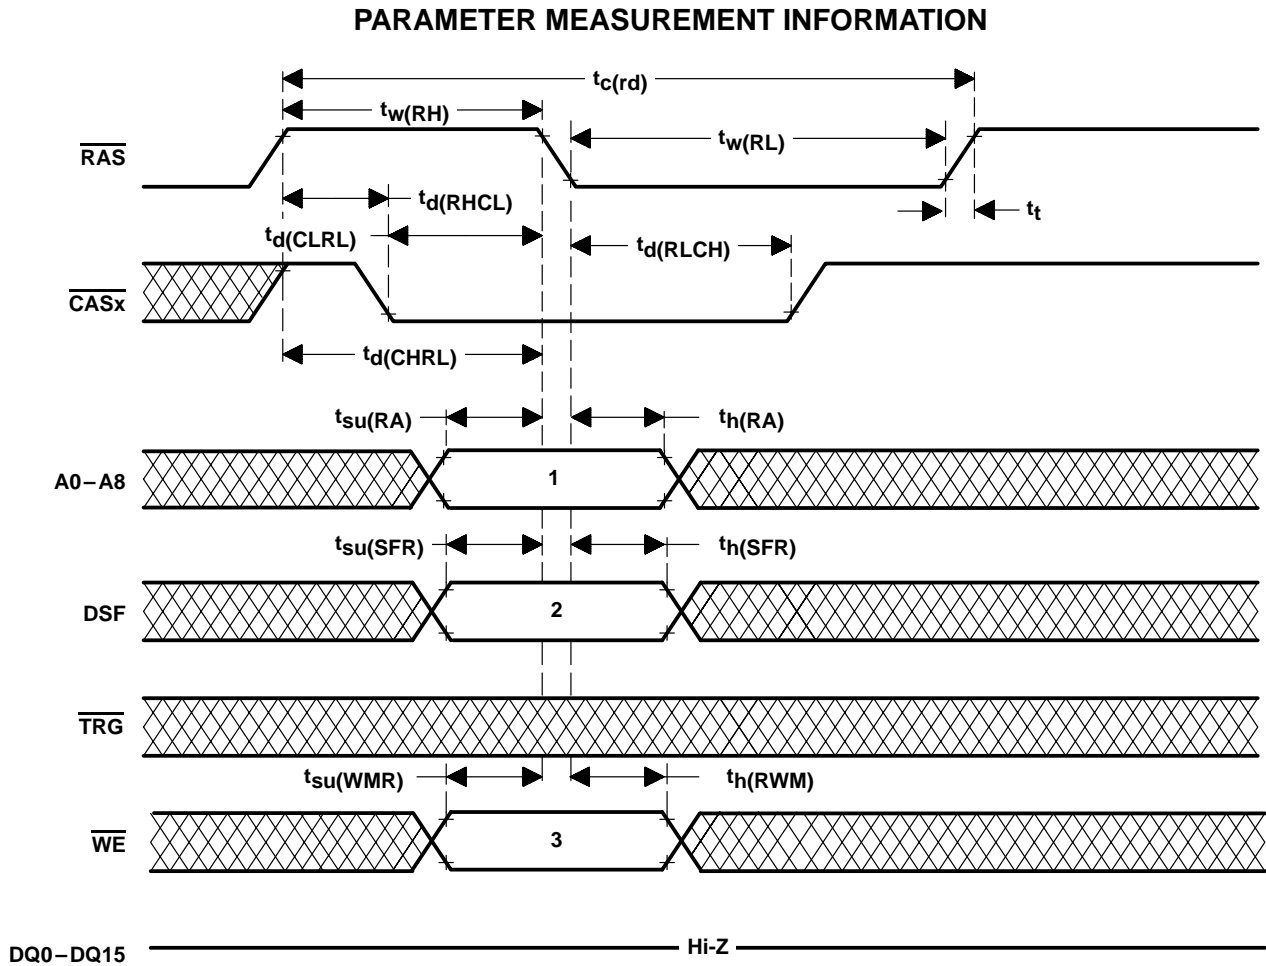 PARAMETER MEASUREMENT INFORMATION
tc(rd)
tw(RH)
tw(RL)
RAS
td(RHCL)
tt
td(CLRL)
td(RLCH)
CASx
td(CHRL)
tsu(RA)
th(RA)
A0–A8
1
tsu(SFR)
th(SFR)
DSF
2
TRG
tsu(WMR)
th(RWM)
WE
3
DQ0–DQ15
Hi-Z